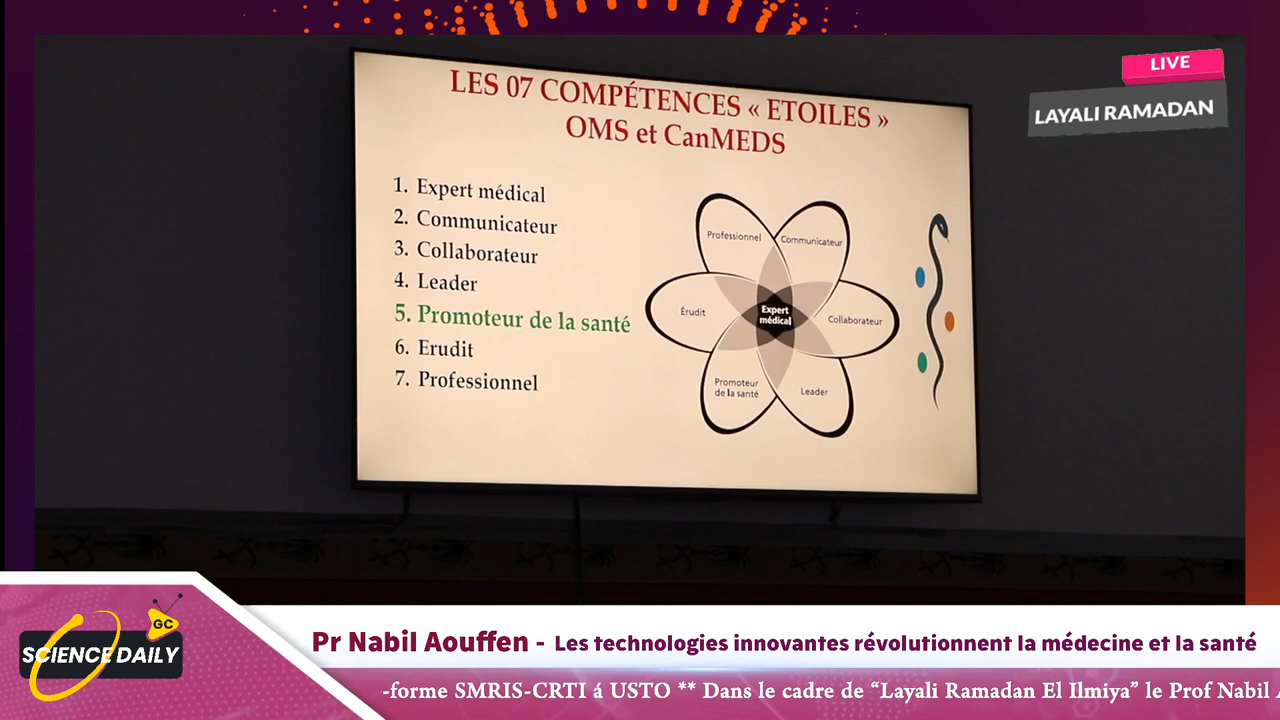 LIVE
LAYALI RAMADAN
LES 07 COMPÉTENCES « ETOILES »
OMS et CanMEDS
1. Expert médical
2. Communicateur
3. Collaborateur
4. Leader
5. Promoteur de la santé
6. Erudit
7. Professionnel
Professionnel
Communicateur
Érudit
Expert
médical
Collaborateur
Promoteur
de la santé
Leader
GC
SCIENCE DAILY
Pr Nabil Aouffen - Les technologies innovantes révolutionnent la médecine et la santé
-forme SMRIS-CRTI á USTO ** Dans le cadre de “Layali Ramadan El Ilmiya” le Prof Nabil